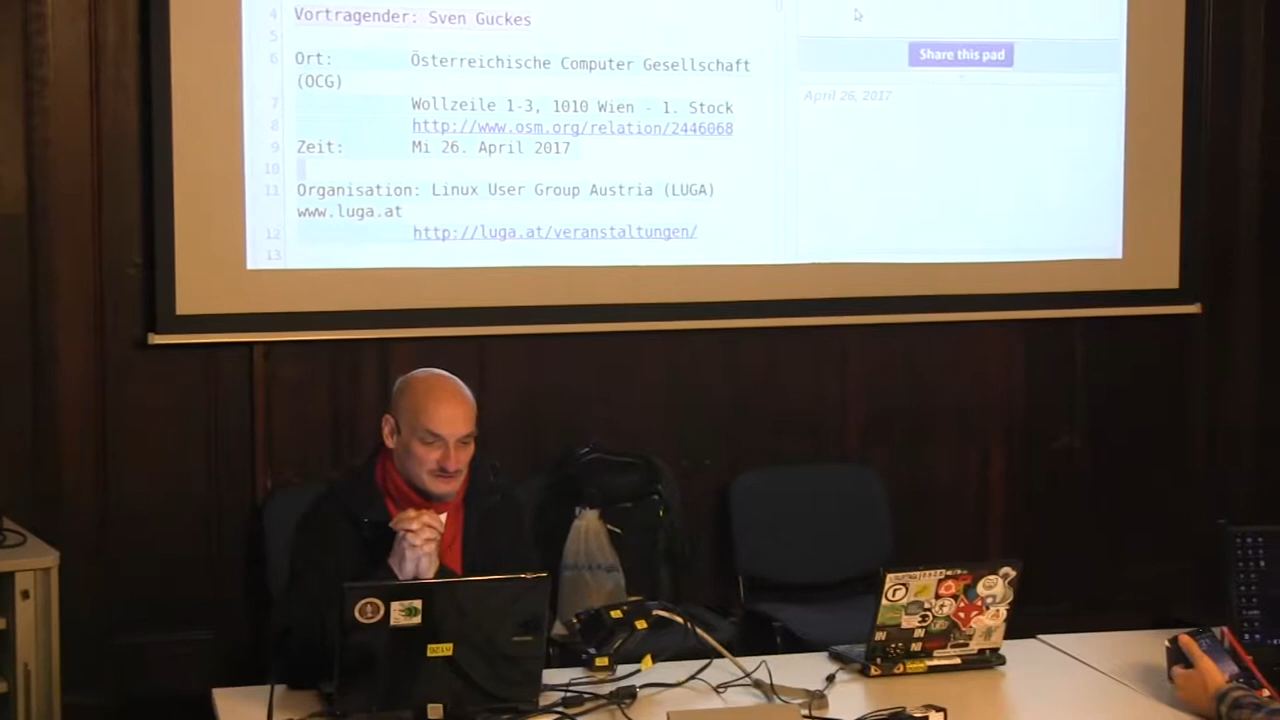 4 Vortragender: Sven Guckes
5
6 Ort: Österreichische Computer Gesellschaft
(OCG)
7 Wollzeile 1-3, 1010 Wien - 1. Stock
8 http://www.osm.org/relation/2446068
9 Zeit: Mi 26. April 2017
10
11 Organisation: Linux User Group Austria (LUGA)
www.luga.at
12 http://luga.at/veranstaltungen/
13
Share this pad
April 26, 2017